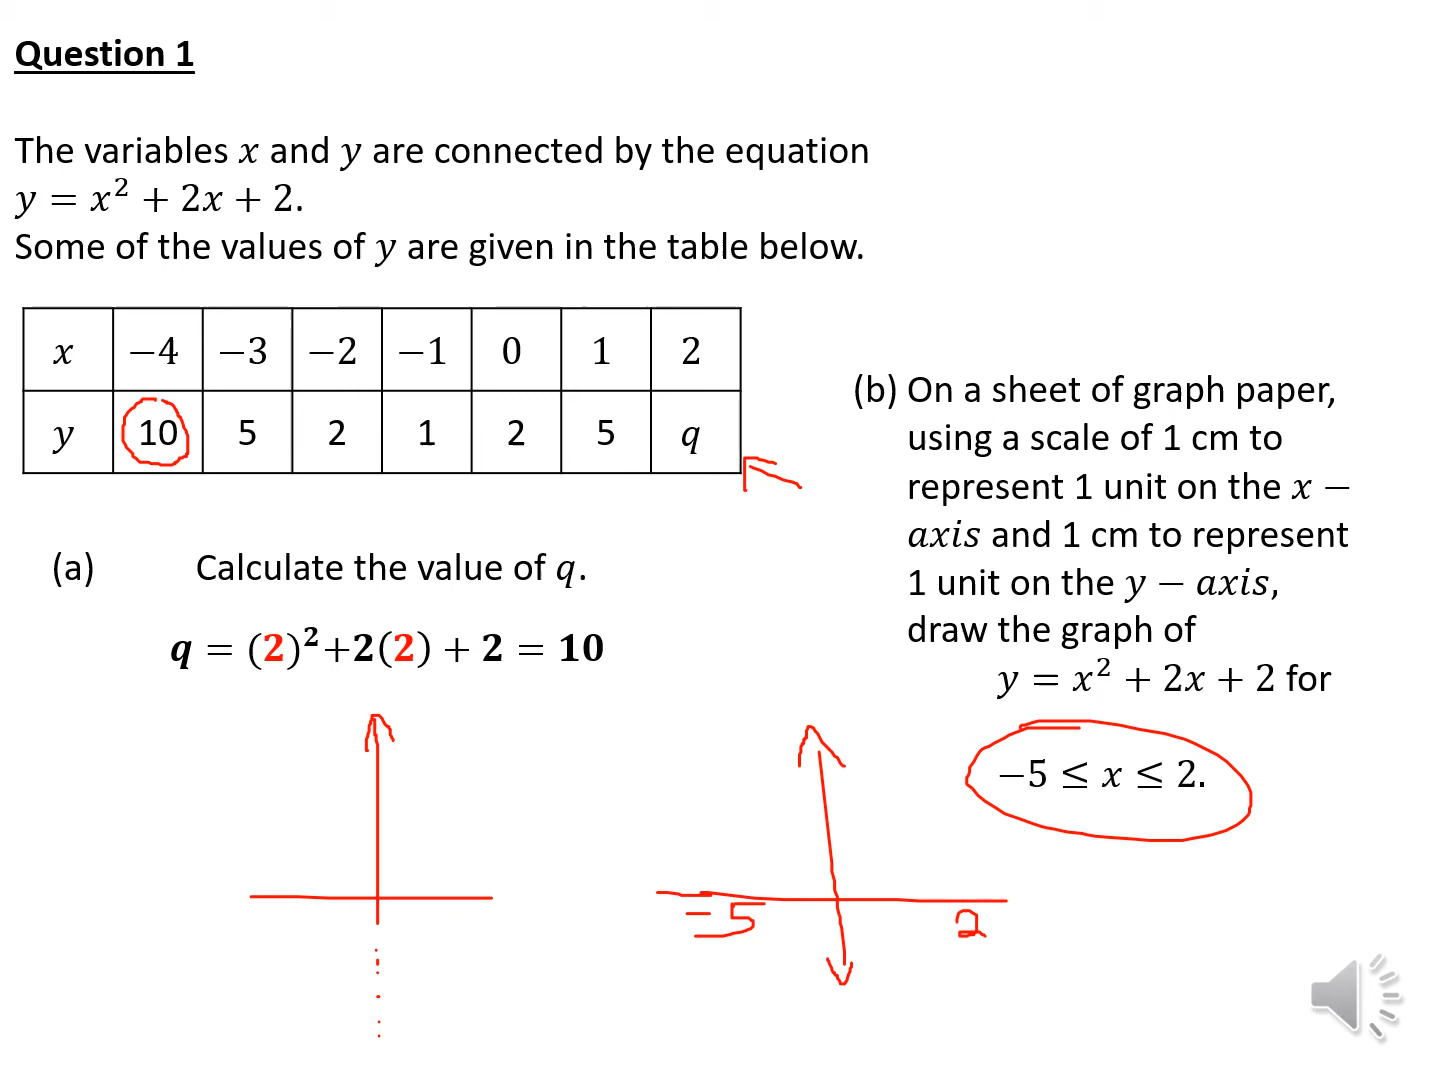 Question 1
The variables x and y are connected by the equation
y = x² + 2x + 2.
Some of the values of y are given in the table below.
x −4 −3 −2 −1 0 1 2
y 10 5 2 1 2 5 q
(a) Calculate the value of q.
q = (2)²+2(2) + 2 = 10
(b) On a sheet of graph paper,
using a scale of 1 cm to
represent 1 unit on the x −
axis and 1 cm to represent
1 unit on the y − axis,
draw the graph of
y = x² + 2x + 2 for
−5 ≤ x ≤ 2.
−5 2